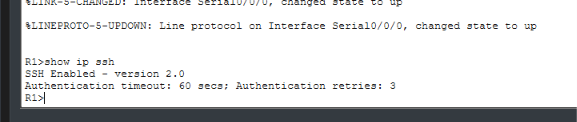 %LINK-5-CHANGED: Interface Serial0/0/0, changed state to up
%LINEPROTO-5-UPDOWN: Line protocol on Interface Serial0/0/0, changed state to up
R1>show ip ssh
SSH Enabled - version 2.0
Authentication timeout: 60 secs; Authentication retries: 3
R1>